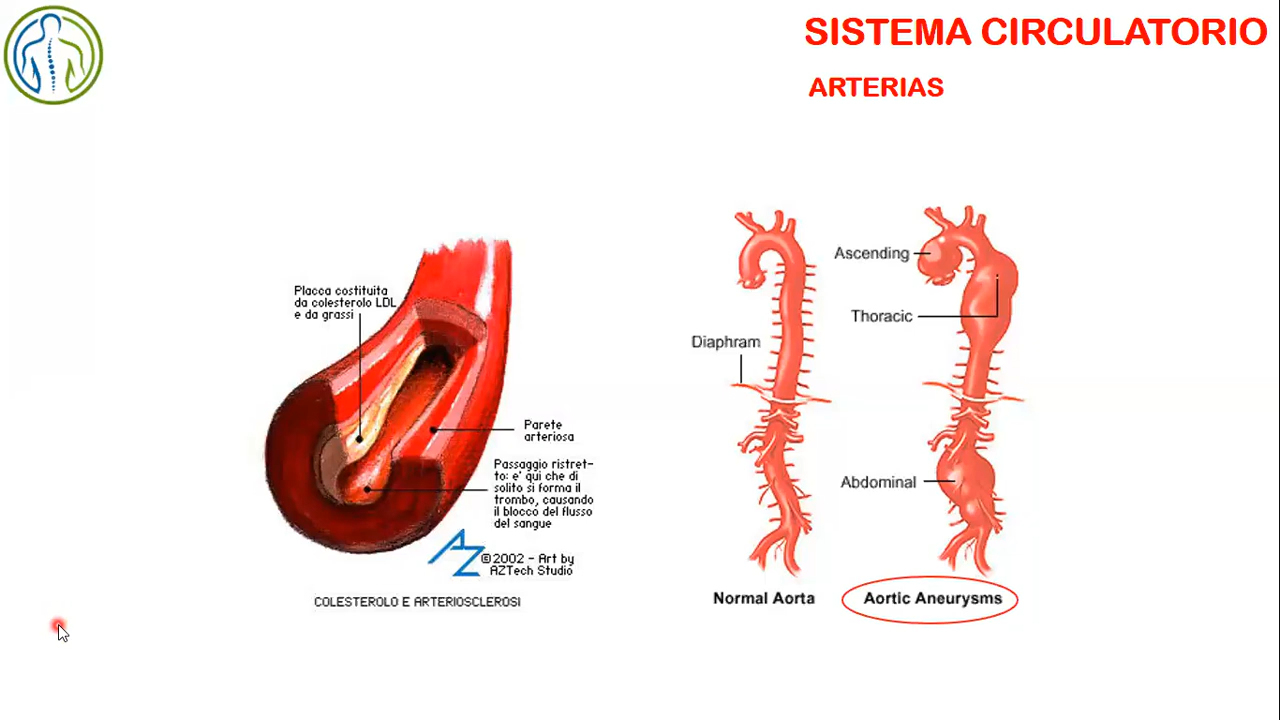 SISTEMA CIRCULATORIO
ARTERIAS
Placca costituita
da colesterolo LDL
e da grassi
Parete
arteriosa
Passaggio ristret-
to: e' qui che di
solito si forma il
trombo, causando
il blocco del flusso
del sangue
AZ
©2002 - Art by
AZTech Studio
COLESTEROLO E ARTERIOSCLEROSI
Ascending
Thoracic
Diaphram
Abdominal
Normal Aorta
Aortic Aneurysms